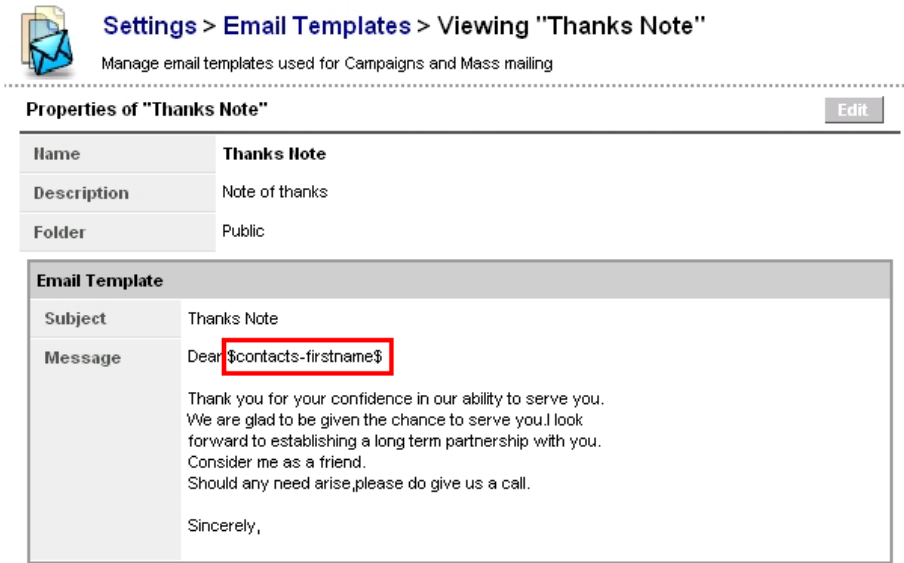 Settings > Email Templates > Viewing "Thanks Note"
Manage email templates used for Campaigns and Mass mailing
Properties of "Thanks Note"
Edit
Name Thanks Note
Description Note of thanks
Folder Public
Email Template
Subject Thanks Note
Message Dear $contacts-firstname$
Thank you for your confidence in our ability to serve you.
We are glad to be given the chance to serve you.I look
forward to establishing a long term partnership with you.
Consider me as a friend.
Should any need arise,please do give us a call.
Sincerely,